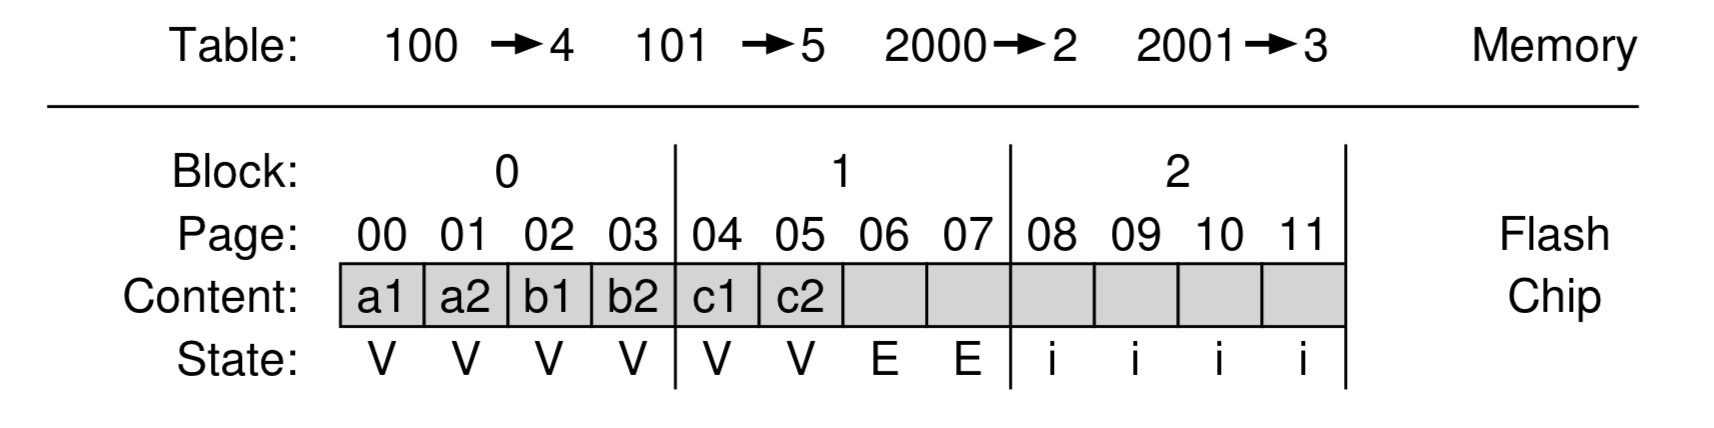 Table: 100 → 4 101 → 5 2000 → 2 2001 → 3 Memory
Block: 0 1 2
Page: 00 01 02 03 04 05 06 07 08 09 10 11 Flash
Content: a1 a2 b1 b2 c1 c2 Chip
State: V V V V V V E E i i i i